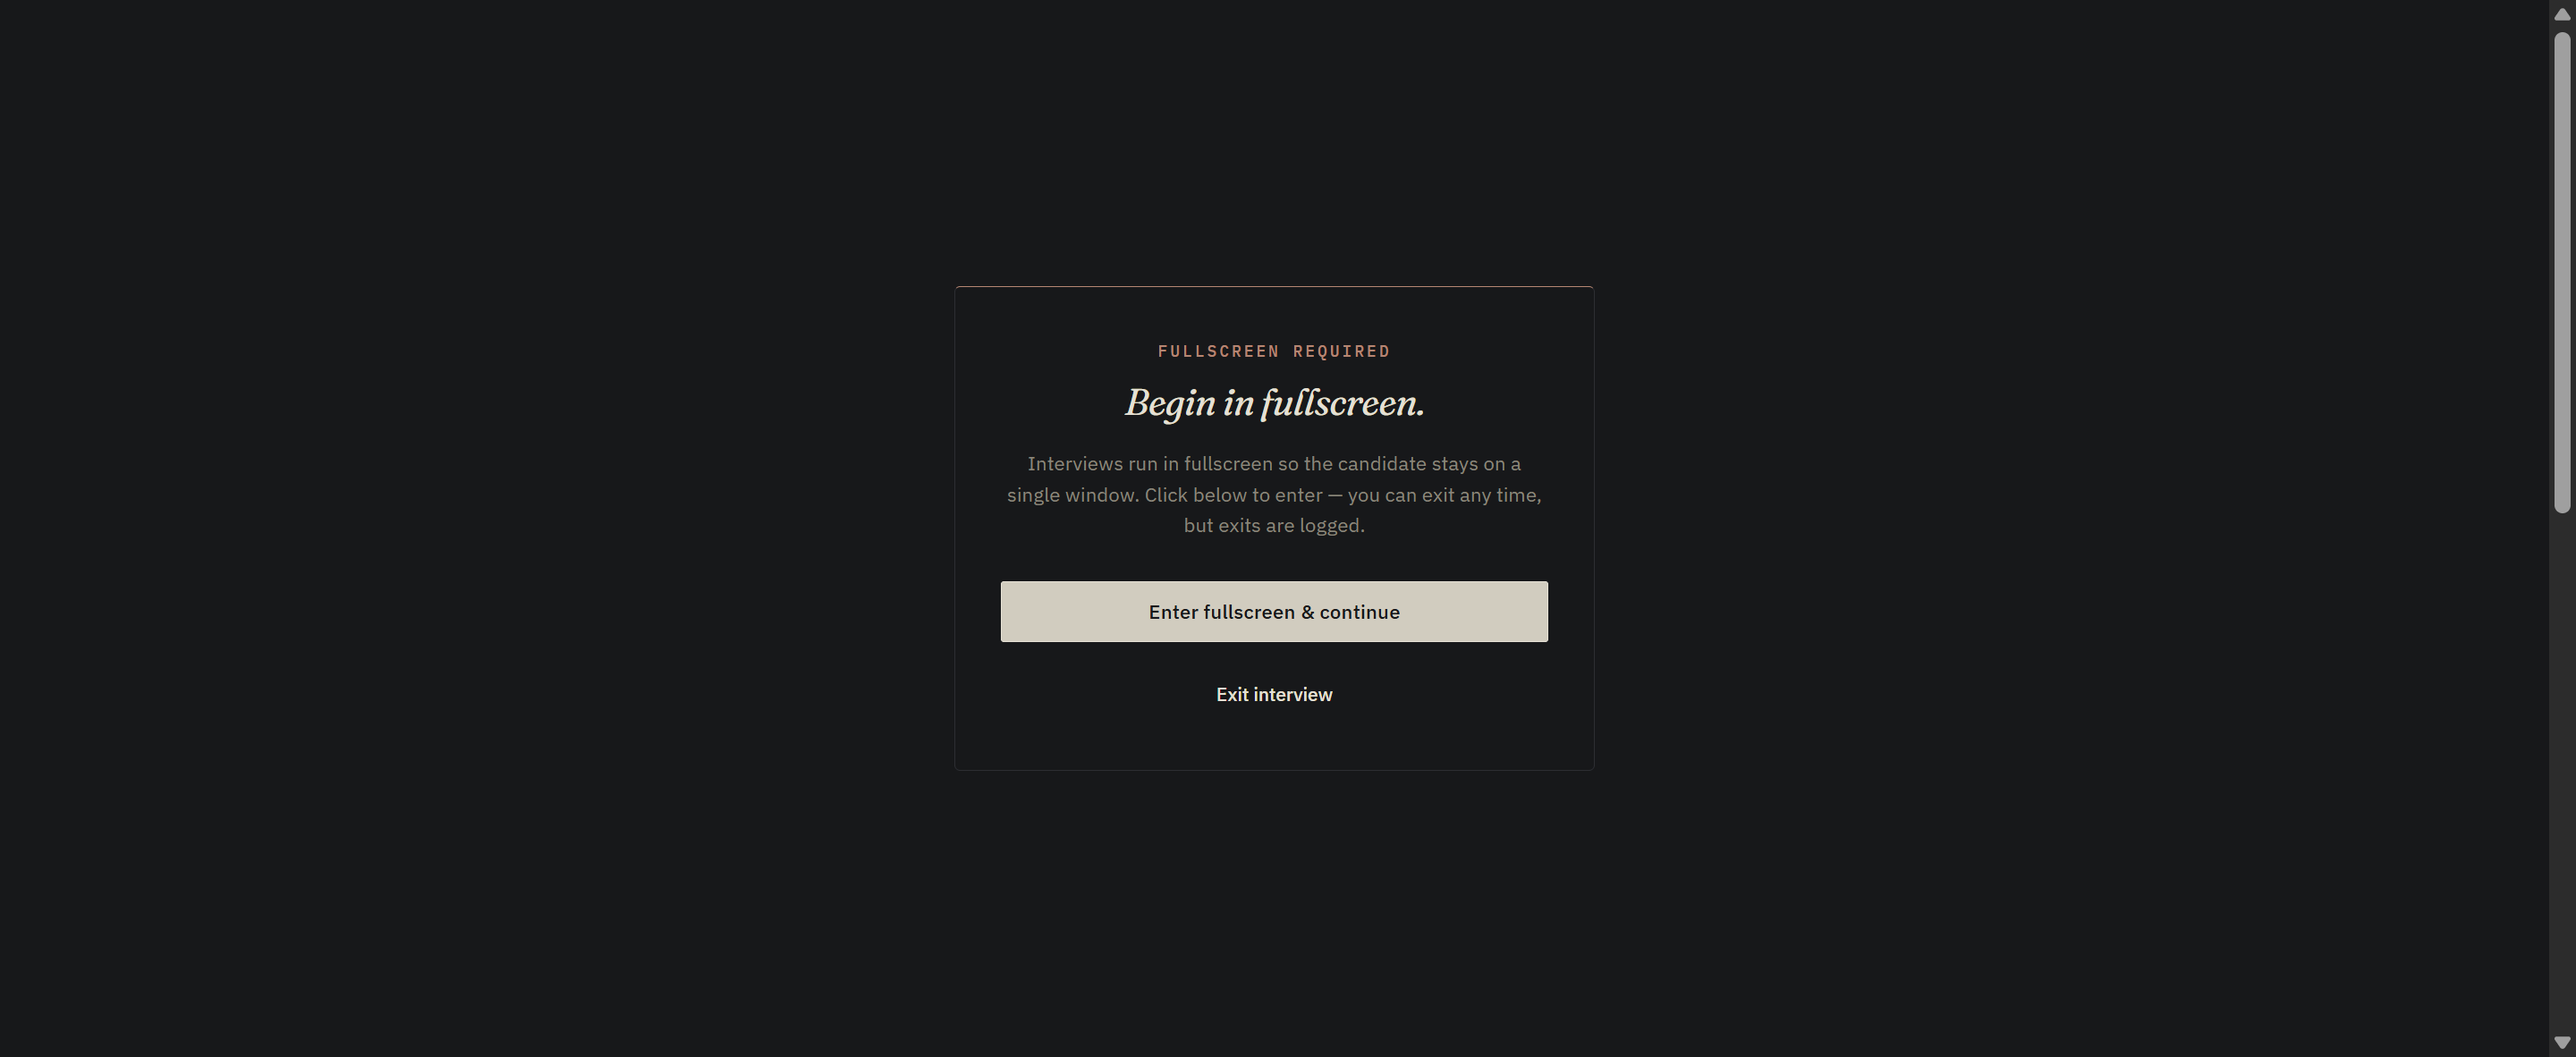 FULLSCREEN REQUIRED
Begin in fullscreen.
Interviews run in fullscreen so the candidate stays on a
single window. Click below to enter — you can exit any time,
but exits are logged.
Enter fullscreen & continue
Exit interview